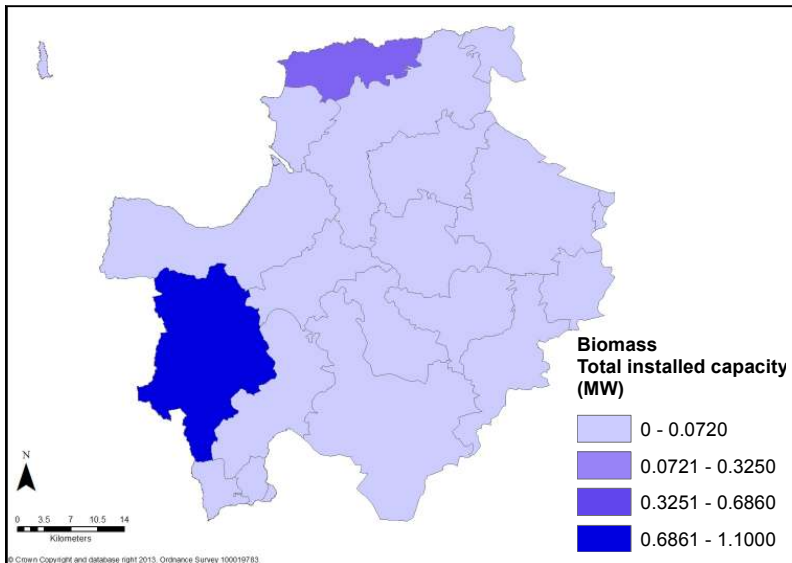 Biomass
Total installed capacity
(MW)
0 - 0.0720
0.0721 - 0.3250
0.3251 - 0.6860
0.6861 - 1.1000
N
0 3.5 7 10.5 14
Kilometers
© Crown Copyright and database right 2013. Ordnance Survey 100019783.